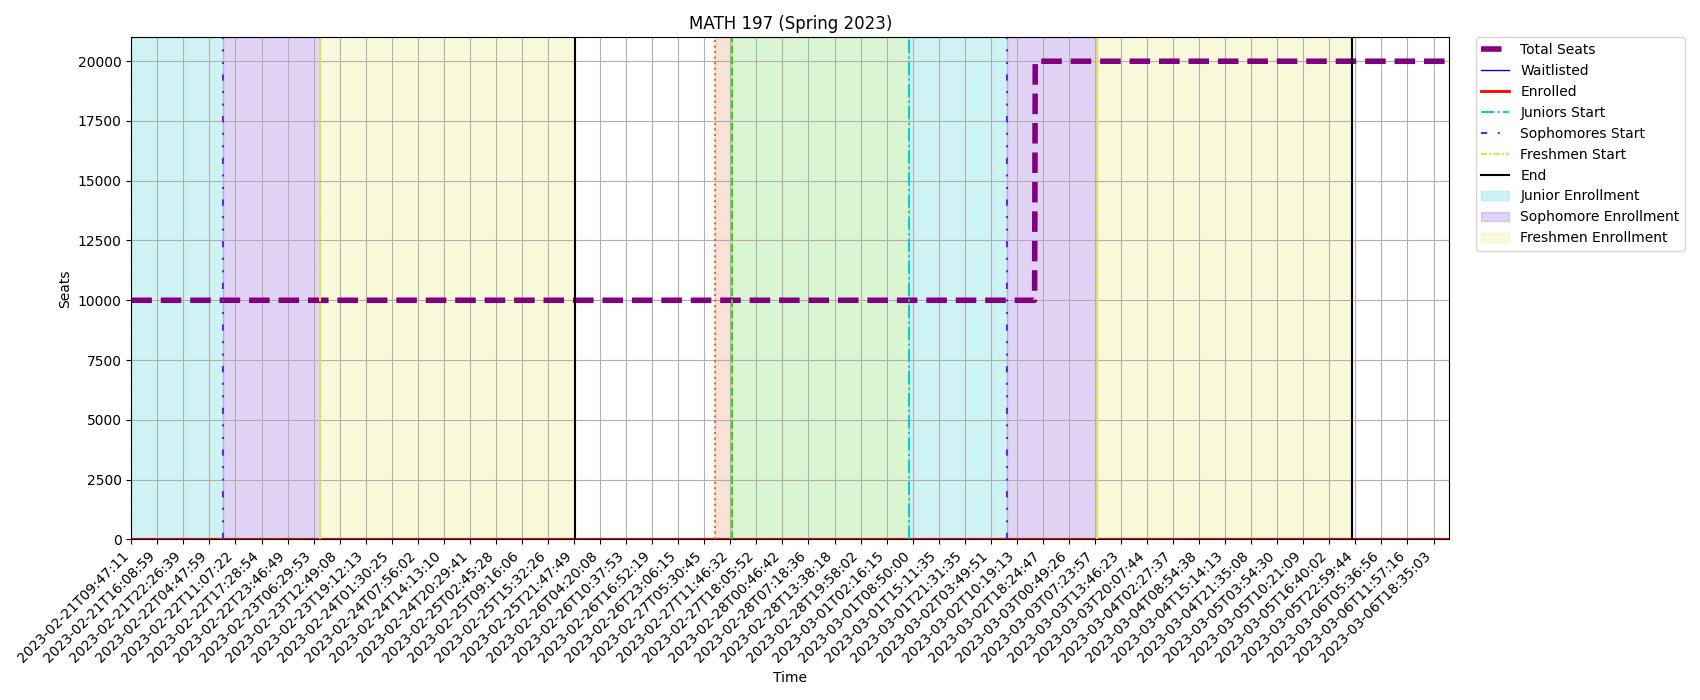 MATH 197 (Spring 2023)
Seats
20000
17500
15000
12500
10000
7500
5000
2500
0
2023-02-21T09:47:11
2023-02-21T16:08:59
2023-02-21T22:26:39
2023-02-22T04:47:59
2023-02-22T11:07:22
2023-02-22T17:28:54
2023-02-22T23:46:49
2023-02-23T06:29:53
2023-02-23T12:49:08
2023-02-23T19:12:13
2023-02-24T01:30:25
2023-02-24T07:56:02
2023-02-24T14:13:10
2023-02-24T20:29:41
2023-02-25T02:45:28
2023-02-25T09:16:06
2023-02-25T15:32:26
2023-02-25T21:47:49
2023-02-26T04:20:08
2023-02-26T10:37:53
2023-02-26T16:52:19
2023-02-26T23:06:15
2023-02-27T05:30:45
2023-02-27T11:46:32
2023-02-27T18:05:52
2023-02-28T00:46:42
2023-02-28T07:18:36
2023-02-28T13:38:18
2023-02-28T19:58:02
2023-03-01T02:16:15
2023-03-01T08:50:00
2023-03-01T15:11:35
2023-03-01T21:31:35
2023-03-02T03:49:51
2023-03-02T10:19:13
2023-03-02T18:24:47
2023-03-03T00:49:26
2023-03-03T07:23:57
2023-03-03T13:46:23
2023-03-03T20:07:44
2023-03-04T02:27:37
2023-03-04T08:54:38
2023-03-04T15:14:13
2023-03-04T21:35:08
2023-03-05T03:54:30
2023-03-05T10:21:09
2023-03-05T16:40:02
2023-03-05T22:59:44
2023-03-06T05:36:56
2023-03-06T11:57:16
2023-03-06T18:35:03
Time
Total Seats
Waitlisted
Enrolled
Juniors Start
Sophomores Start
Freshmen Start
End
Junior Enrollment
Sophomore Enrollment
Freshmen Enrollment